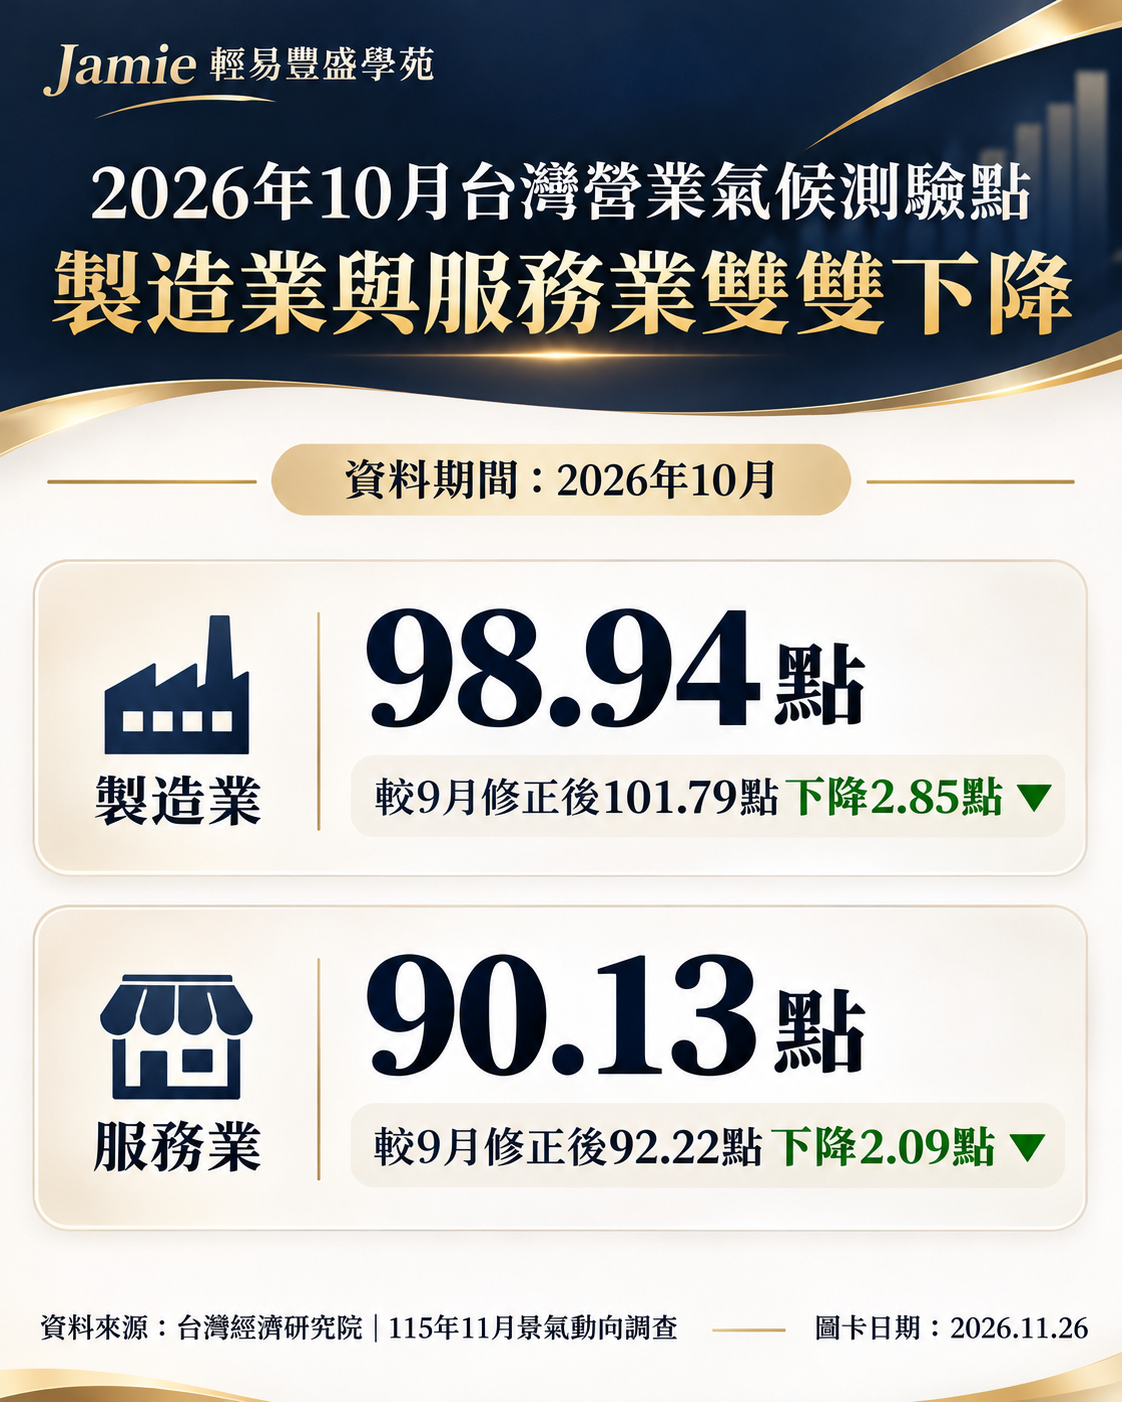 Jamie 輕易豐盛學苑
2026年10月台灣營業氣候測驗點
製造業與服務業雙雙下降
資料期間：2026年10月
98.94點
製造業
較9月修正後101.79點 下降2.85點 ▼
90.13點
服務業
較9月修正後92.22點 下降2.09點 ▼
資料來源：台灣經濟研究院｜115年11月景氣動向調查
圖卡日期：2026.11.26